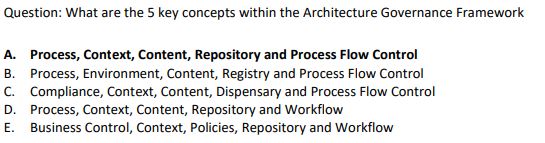 Question: What are the 5 key concepts within the Architecture Governance Framework
A. Process, Context, Content, Repository and Process Flow Control
B. Process, Environment, Content, Registry and Process Flow Control
C. Compliance, Context, Content, Dispensary and Process Flow Control
D. Process, Context, Content, Repository and Workflow
E. Business Control, Context, Policies, Repository and Workflow